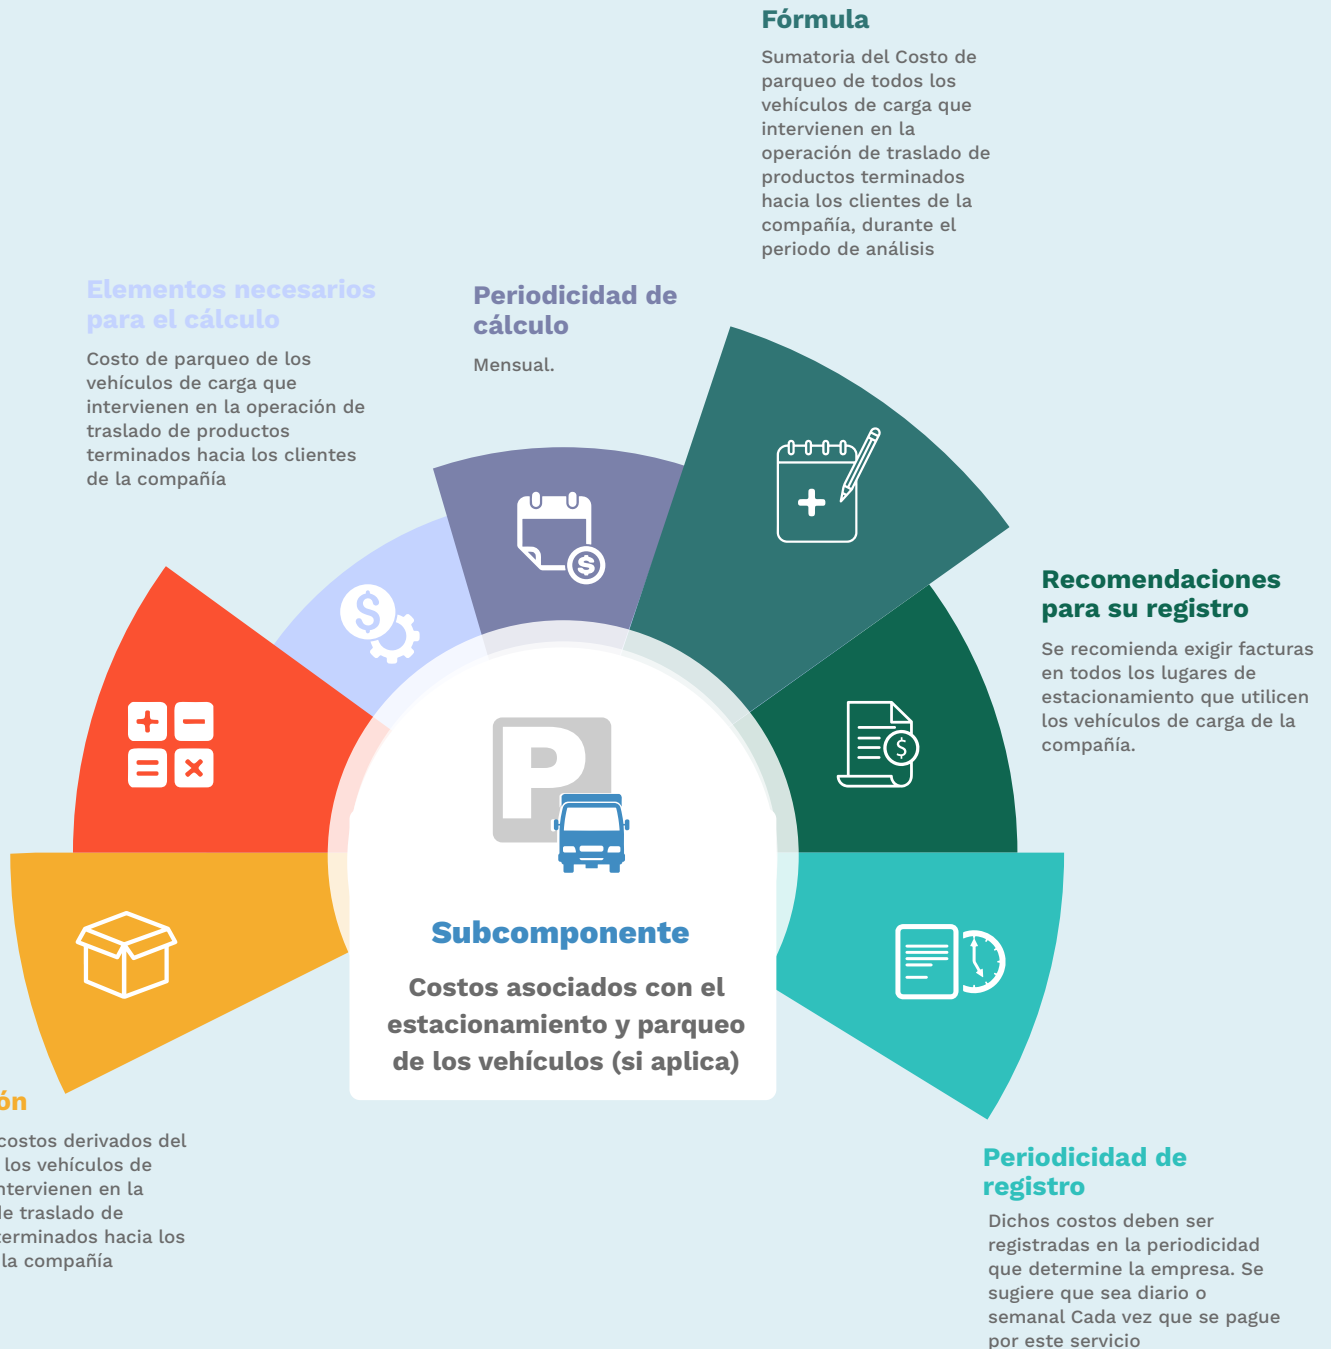 Fórmula
Sumatoria del Costo de
parqueo de todos los
vehículos de carga que
intervienen en la
operación de traslado de
productos terminados
hacia los clientes de la
compañía, durante el
periodo de análisis
Elementos necesarios
para el cálculo
Costo de parqueo de los
vehículos de carga que
intervienen en la operación de
traslado de productos
terminados hacia los clientes
de la compañía
Periodicidad de
cálculo
Mensual.
Recomendaciones
para su registro
Se recomienda exigir facturas
en todos los lugares de
estacionamiento que utilicen
los vehículos de carga de la
compañía.
P
Subcomponente
Costos asociados con el
estacionamiento y parqueo
de los vehículos (si aplica)
ón
costos derivados del
los vehículos de
ntervienen en la
de traslado de
terminados hacia los
la compañía
Periodicidad de
registro
Dichos costos deben ser
registradas en la periodicidad
que determine la empresa. Se
sugiere que sea diario o
semanal Cada vez que se pague
por este servicio